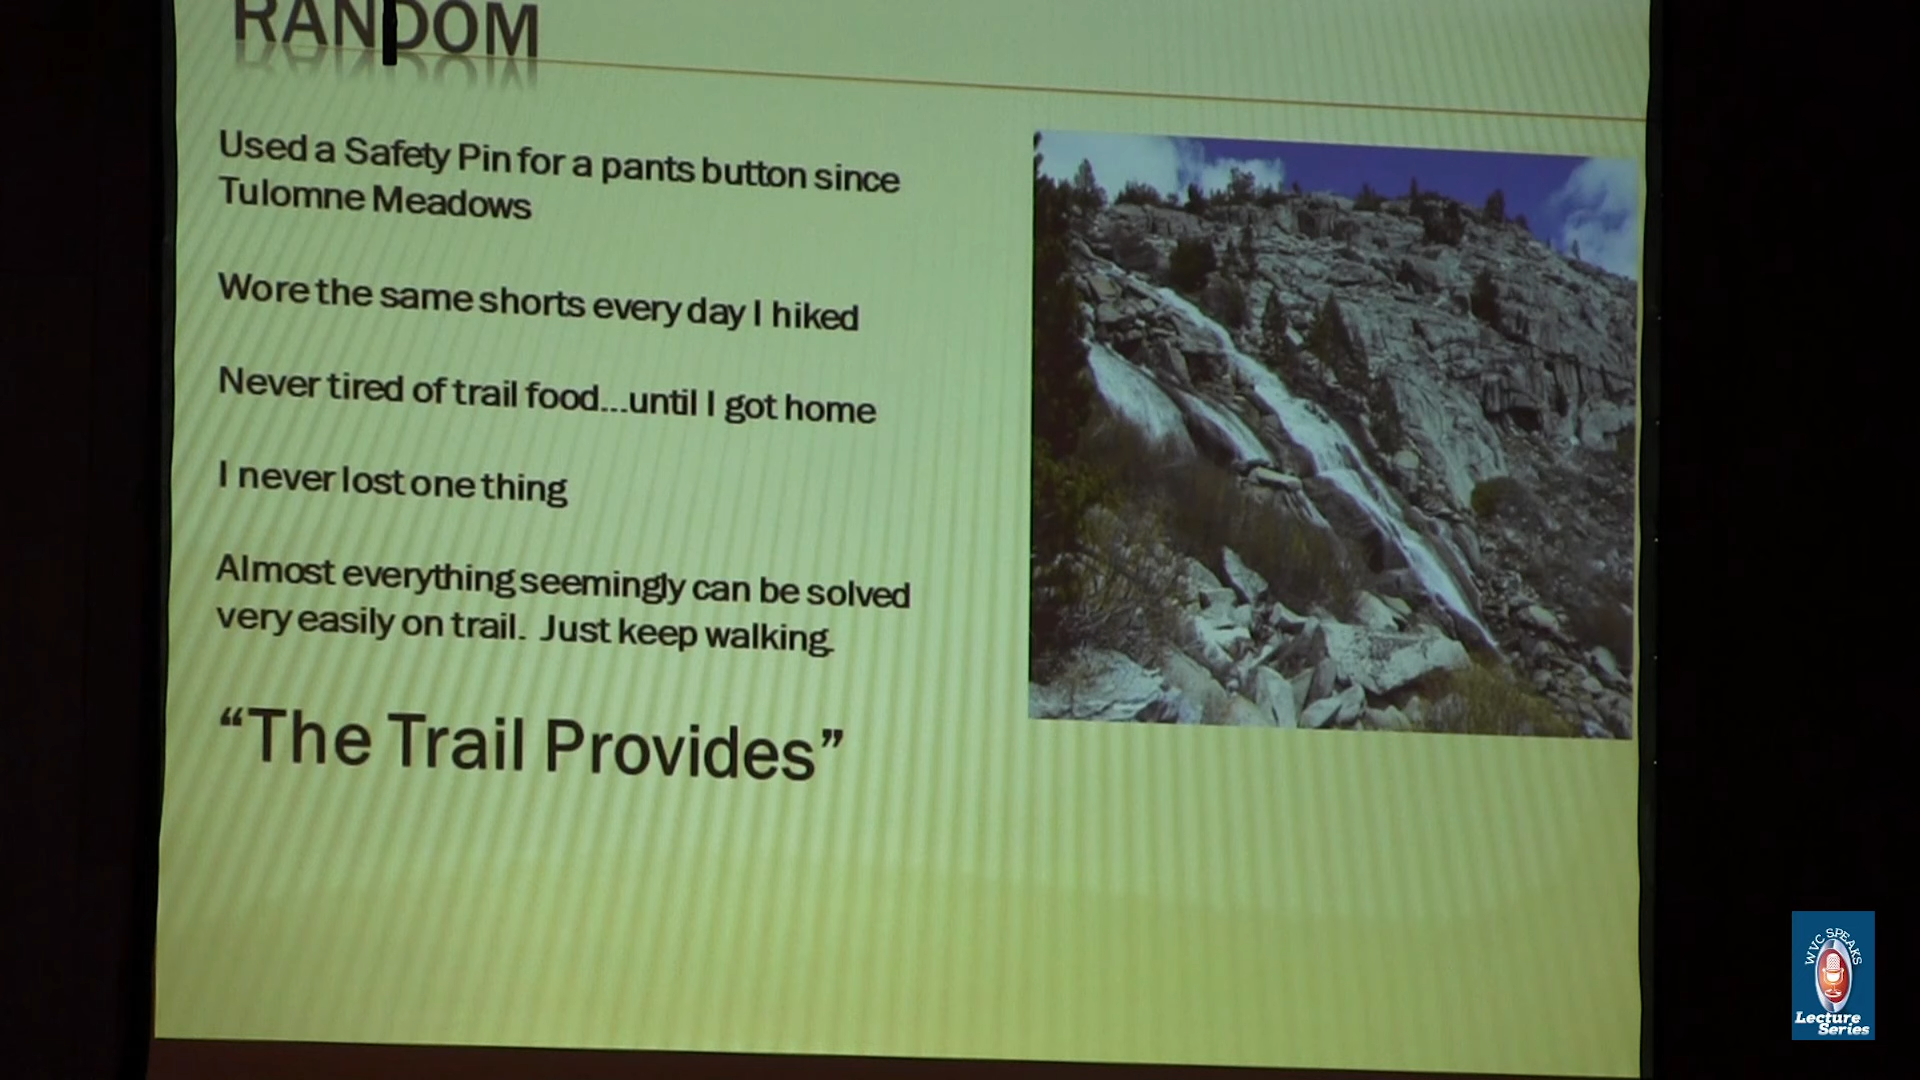 RANDOM
Used a Safety Pin for a pants button since
Tulomne Meadows
Wore the same shorts every day I hiked
Never tired of trail food...until I got home
I never lost one thing
Almost everything seemingly can be solved
very easily on trail.  Just keep walking.
“The Trail Provides”
WVC SPEAKS
Lecture
Series